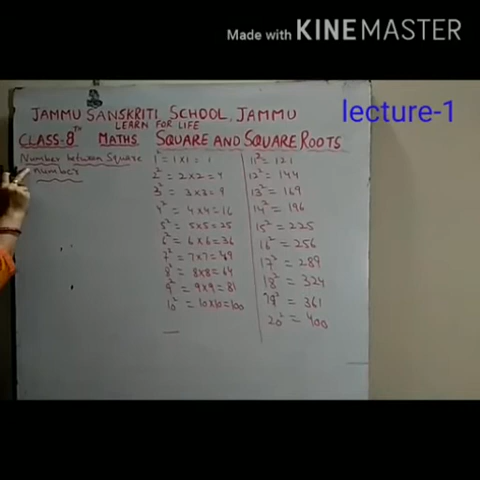 Made with KINEMASTER
JAMMU SANSKRITI SCHOOL, JAMMU
LEARN FOR LIFE
lecture-1
CLASS-8th MATHS SQUARE AND SQUARE ROOTS
Number between Square
number
1² = 1×1 = 1
2² = 2×2 = 4
3² = 3×3 = 9
4² = 4×4 = 16
5² = 5×5 = 25
6² = 6×6 = 36
7² = 7×7 = 49
8² = 8×8 = 64
9² = 9×9 = 81
10² = 10×10 = 100
11² = 121
12² = 144
13² = 169
14² = 196
15² = 225
16² = 256
17² = 289
18² = 324
19² = 361
20² = 400